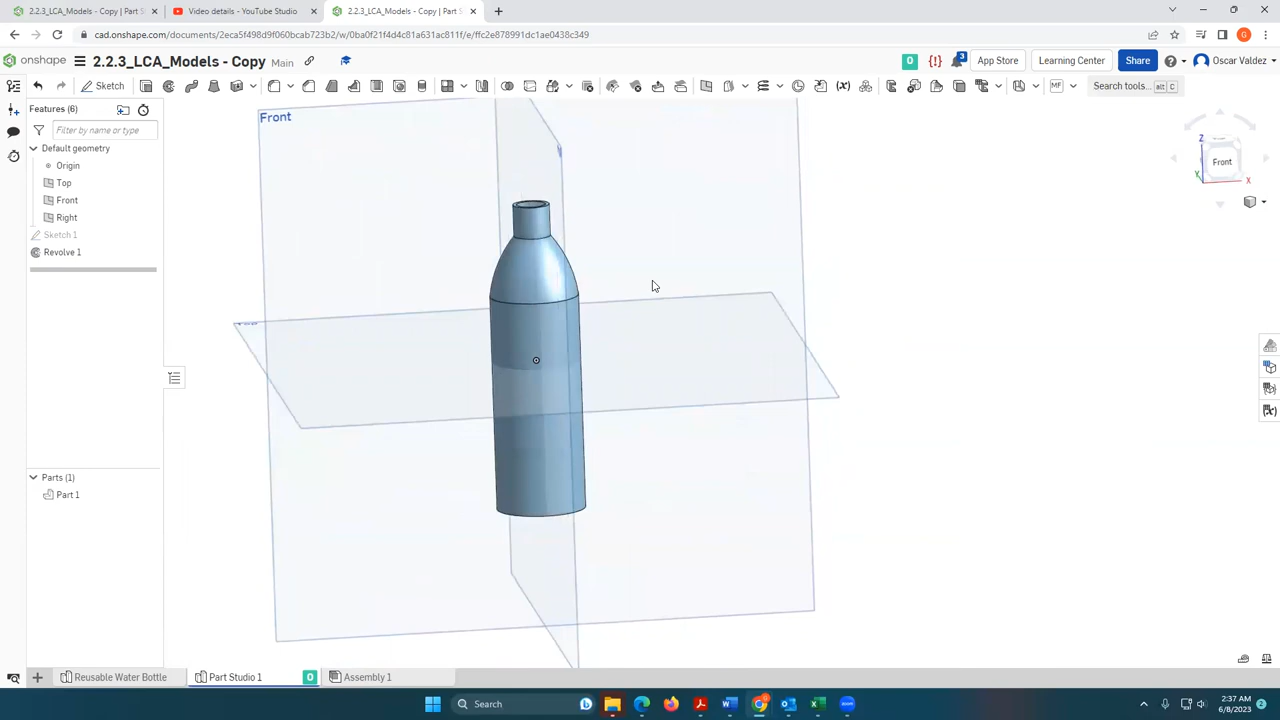 2.2.3_LCA_Models - Copy | Part S
Video details - YouTube Studio
2.2.3_LCA_Models - Copy | Part S
cad.onshape.com/documents/2eca5f498d9f060bcab723b2/w/0ba0f21f4d4c81a631ac811f/e/ffc2e878991dc1ae0438c349
G
onshape
2.2.3_LCA_Models - Copy
Main
3
App Store
Learning Center
Share
Oscar Valdez
Sketch
MF
Search tools...
alt C
Features (6)
Filter by name or type
Default geometry
Origin
Top
Front
Right
Sketch 1
Revolve 1
Front
Top
Z
Front
Y
X
Parts (1)
Part 1
Reusable Water Bottle
Part Studio 1
0
Assembly 1
Search
2:37 AM
6/8/2023